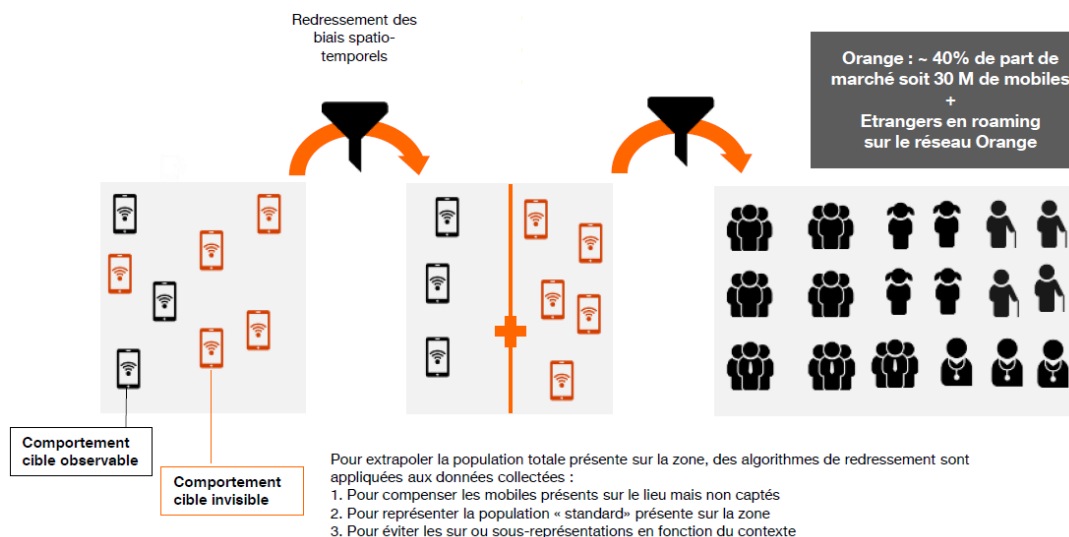 Redressement des
biais spatio-
temporels
Orange : ~ 40% de part de
marché soit 30 M de mobiles
+
Etrangers en roaming
sur le réseau Orange
Comportement
cible observable
Comportement
cible invisible
Pour extrapoler la population totale présente sur la zone, des algorithmes de redressement sont
appliquées aux données collectées :
1. Pour compenser les mobiles présents sur le lieu mais non captés
2. Pour représenter la population « standard» présente sur la zone
3. Pour éviter les sur ou sous-représentations en fonction du contexte